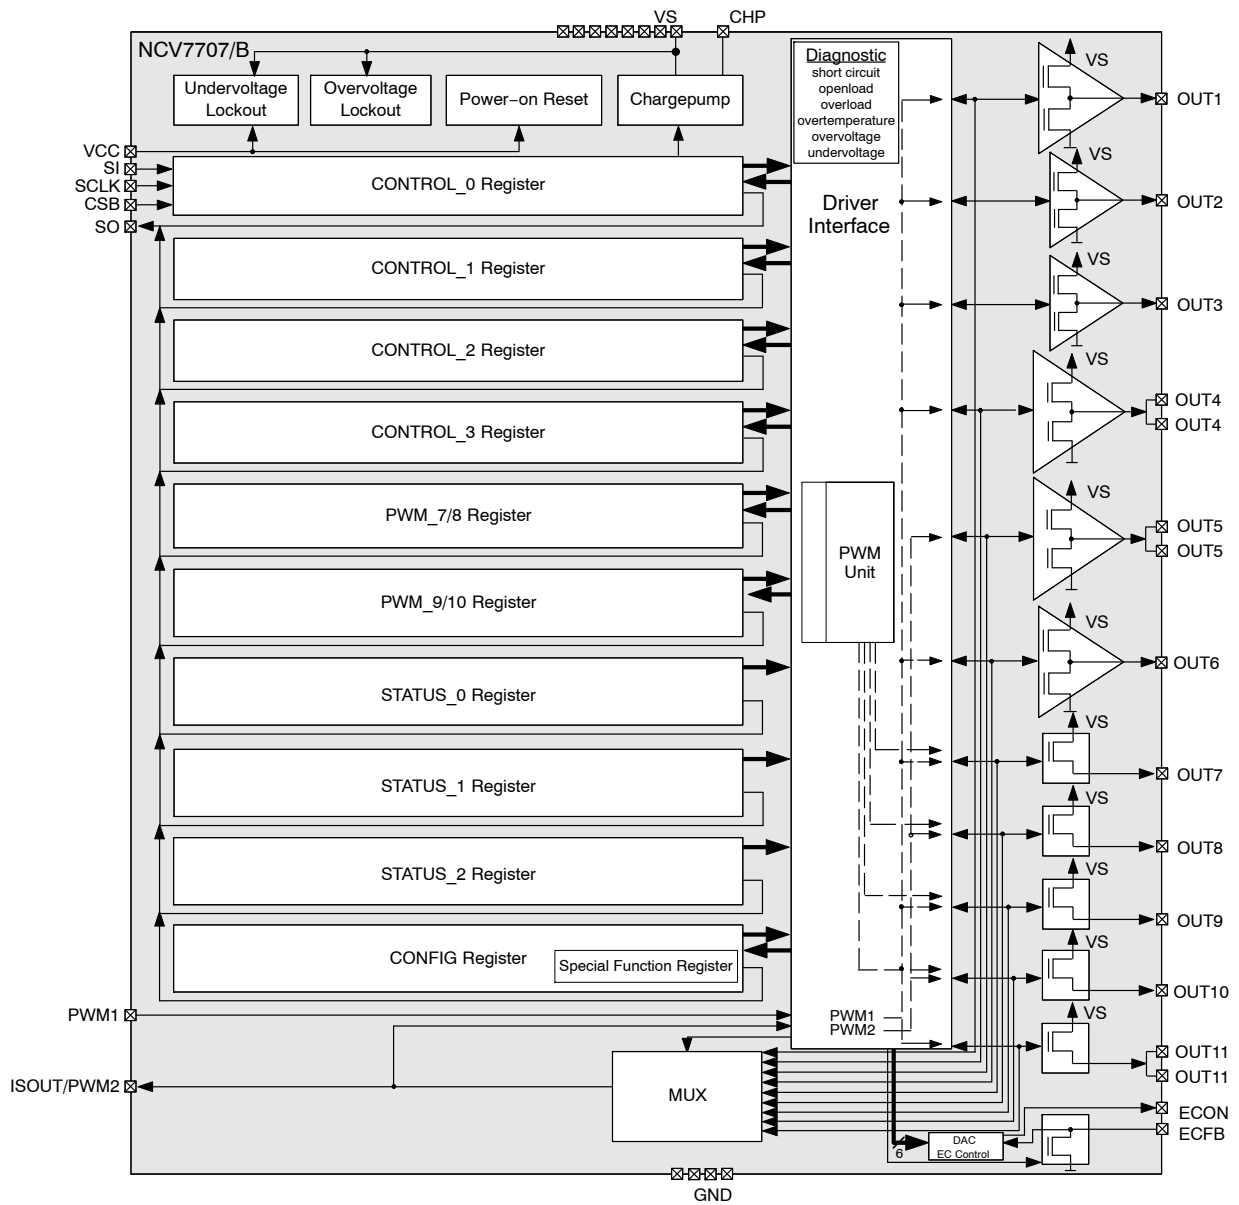 VS
CHP
NCV7707/B
Undervoltage
Lockout
Overvoltage
Lockout
Power−on Reset
Chargepump
Diagnostic
short circuit
openload
overload
overtemperature
overvoltage
undervoltage
Driver
Interface
VCC
SI
SCLK
CSB
SO
CONTROL_0 Register
CONTROL_1 Register
CONTROL_2 Register
CONTROL_3 Register
PWM_7/8 Register
PWM_9/10 Register
STATUS_0 Register
STATUS_1 Register
STATUS_2 Register
CONFIG Register
Special Function Register
PWM
Unit
PWM1
PWM2
PWM1
ISOUT/PWM2
MUX
6
DAC
EC Control
VS
OUT1
VS
OUT2
VS
OUT3
VS
OUT4
OUT4
VS
OUT5
OUT5
VS
OUT6
VS
OUT7
VS
OUT8
VS
OUT9
VS
OUT10
VS
OUT11
OUT11
ECON
ECFB
GND